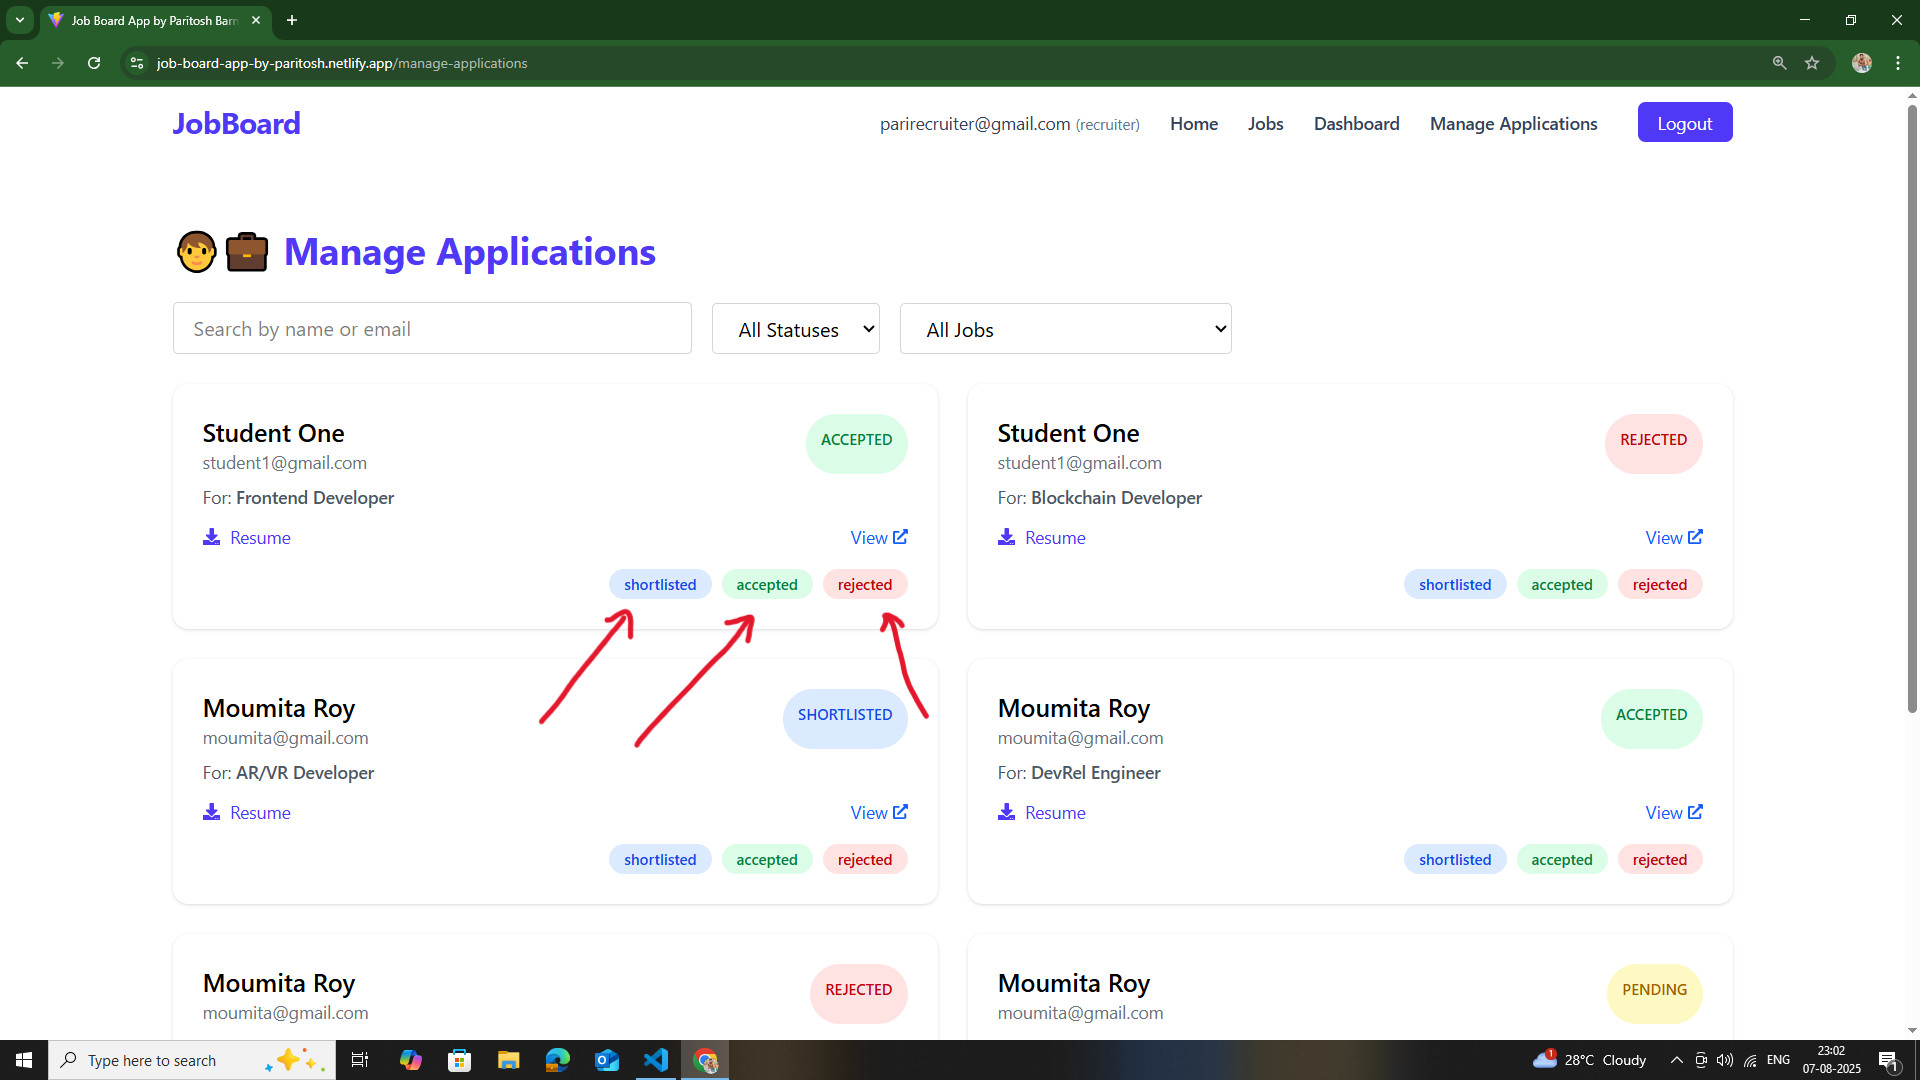 Job Board App by Paritosh Barn
job-board-app-by-paritosh.netlify.app/manage-applications
JobBoard
parirecruiter@gmail.com (recruiter)
Home
Jobs
Dashboard
Manage Applications
Logout
Manage Applications
Search by name or email
All Statuses
All Jobs
Student One
ACCEPTED
student1@gmail.com
For: Frontend Developer
Resume
View
shortlisted accepted rejected
Student One
REJECTED
student1@gmail.com
For: Blockchain Developer
Resume
View
shortlisted accepted rejected
Moumita Roy
SHORTLISTED
moumita@gmail.com
For: AR/VR Developer
Resume
View
shortlisted accepted rejected
Moumita Roy
ACCEPTED
moumita@gmail.com
For: DevRel Engineer
Resume
View
shortlisted accepted rejected
Moumita Roy
REJECTED
moumita@gmail.com
Moumita Roy
PENDING
moumita@gmail.com
Type here to search
1
28°C Cloudy
ENG
23:02
07-08-2025
1